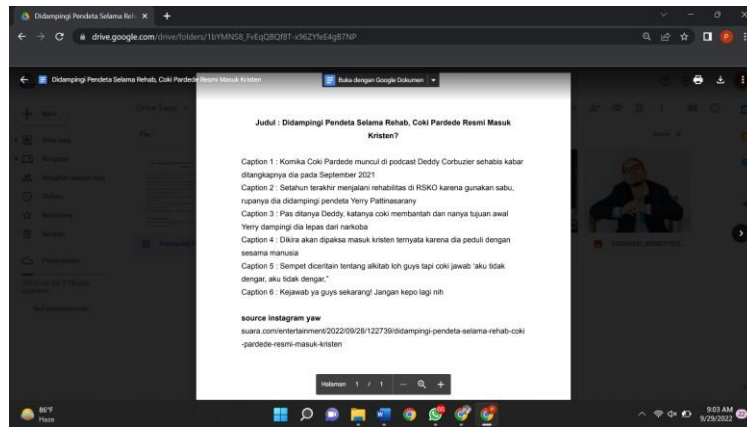 Didampingi Pendeta Selama Reh
drive.google.com/drive/folders/1bYMNS8_FvEqQBQf8T-x96ZYfeE4gB7NP
Didampingi Pendeta Selama Rehab, Coki Pardede Resmi Masuk Kristen
Buka dengan Google Dokumen
Judul : Didampingi Pendeta Selama Rehab, Coki Pardede Resmi Masuk
Kristen?
Caption 1 : Komika Coki Pardede muncul di podcast Deddy Corbuzier sehabis kabar
ditangkapnya dia pada September 2021
Caption 2 : Setahun terakhir menjalani rehabilitas di RSKO karena gunakan sabu,
rupanya dia didampingi pendeta Yerry Pattinasarany
Caption 3 : Pas ditanya Deddy, katanya coki membantah dan nanya tujuan awal
Yerry dampingi dia lepas dari narkoba
Caption 4 : Dikira akan dipaksa masuk kristen ternyata karena dia peduli dengan
sesama manusia
Caption 5 : Sempet diceritain tentang alkitab loh guys tapi coki jawab 'aku tidak
dengar, aku tidak dengar,"
Caption 6 : Kejawab ya guys sekarang! Jangan kepo lagi nih
source instagram yaw
suara.com/entertainment/2022/09/28/122739/didampingi-pendeta-selama-rehab-coki
-pardede-resmi-masuk-kristen
Halaman 1 / 1
86°F
Haze
9:03 AM
9/29/2022